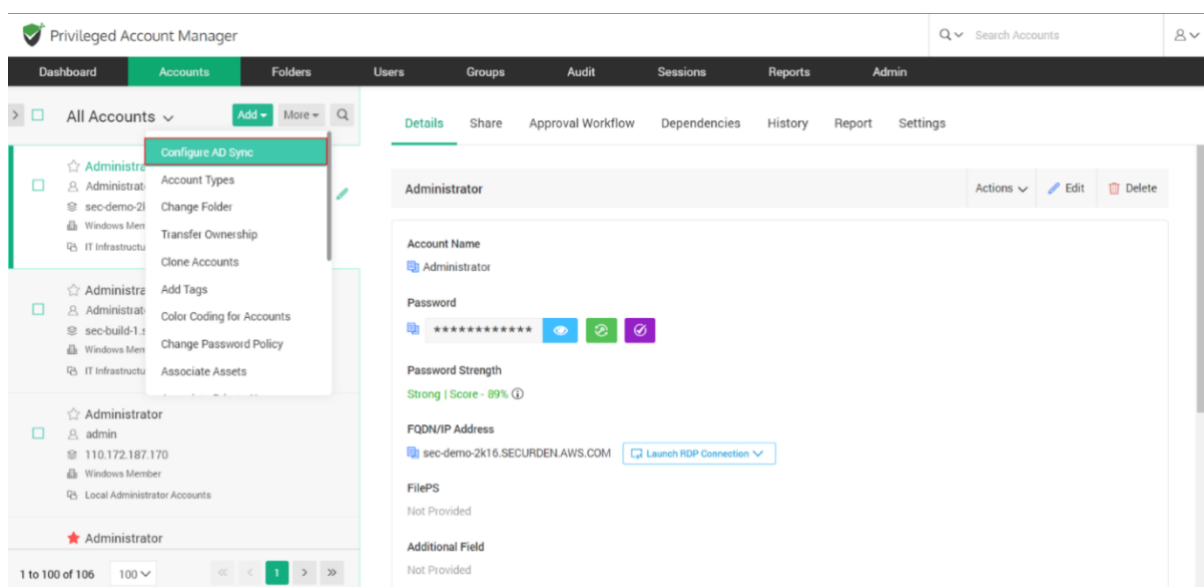 Privileged Account Manager
Search Accounts
Dashboard Accounts Folders Users Groups Audit Sessions Reports Admin
All Accounts Add More
Details Share Approval Workflow Dependencies History Report Settings
Configure AD Sync
Account Types
Change Folder
Transfer Ownership
Clone Accounts
Add Tags
Color Coding for Accounts
Change Password Policy
Associate Assets
Administra
Administrat
sec-demo-2
Windows Mem
IT Infrastructu
Administra
Administrat
sec-build-1.s
Windows Mem
IT Infrastructu
Administrator
admin
110.172.187.170
Windows Member
Local Administrator Accounts
Administrator
1 to 100 of 106 100 << < 1 > >>
Administrator Actions Edit Delete
Account Name
Administrator
Password
************
Password Strength
Strong | Score - 89%
FQDN/IP Address
sec-demo-2k16.SECURDEN.AWS.COM Launch RDP Connection
FilePS
Not Provided
Additional Field
Not Provided